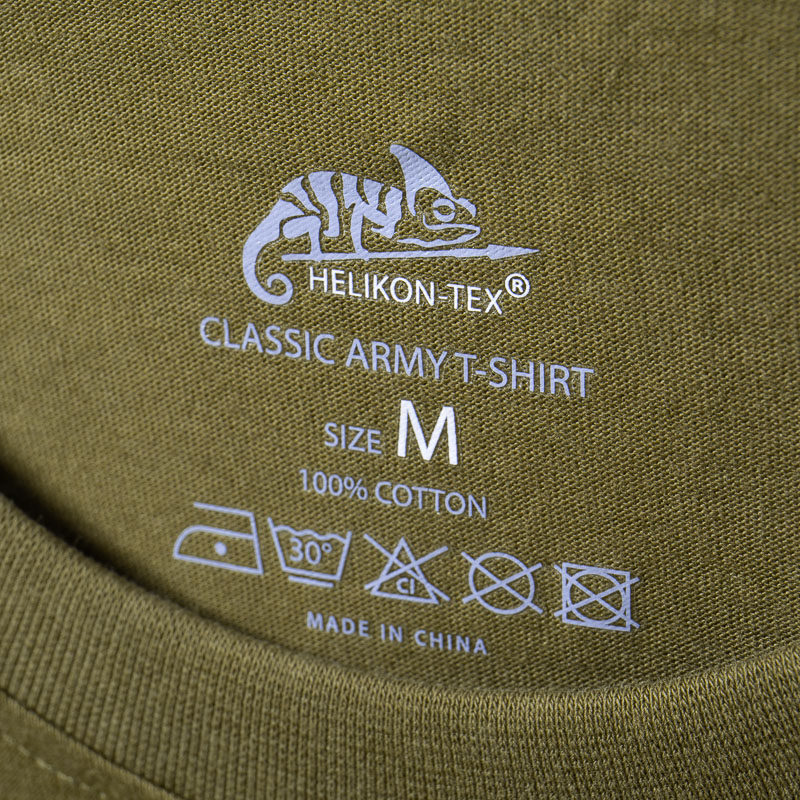 HELIKON-TEX®
CLASSIC ARMY T-SHIRT
SIZE M
100% COTTON
30° Cl
MADE IN CHINA